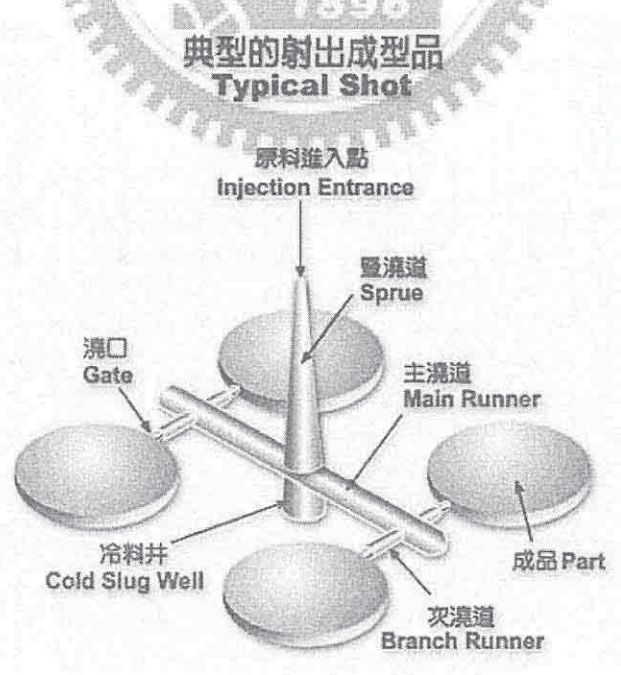 1896
典型的射出成型品
Typical Shot
原料進入點
Injection Entrance
豎澆道
Sprue
澆口
Gate
主澆道
Main Runner
冷料井
Cold Slug Well
成品 Part
次澆道
Branch Runner